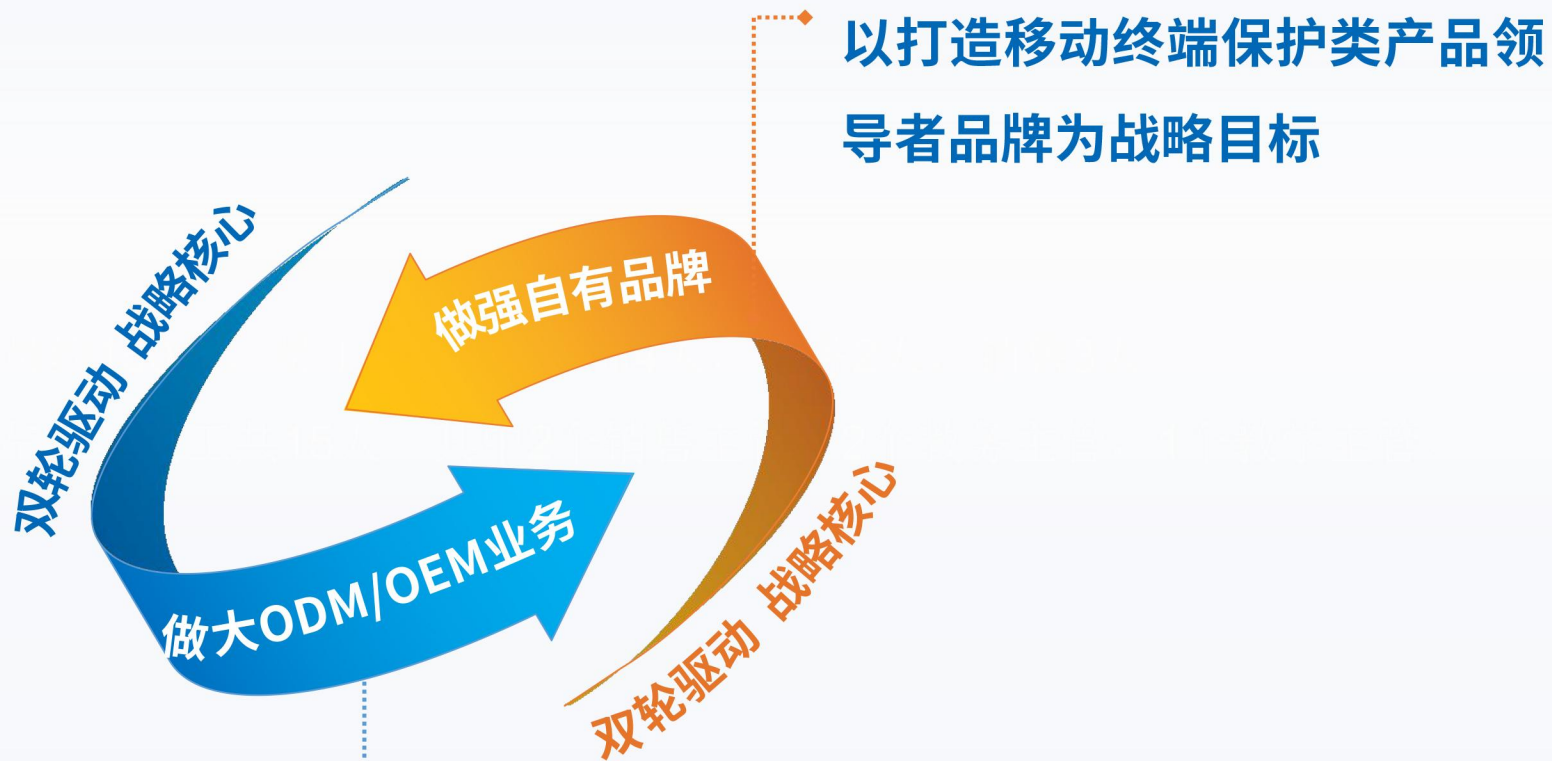 以打造移动终端保护类产品领
导者品牌为战略目标
双轮驱动 战略核心
做强自有品牌
做大ODM/OEM业务
双轮驱动 战略核心